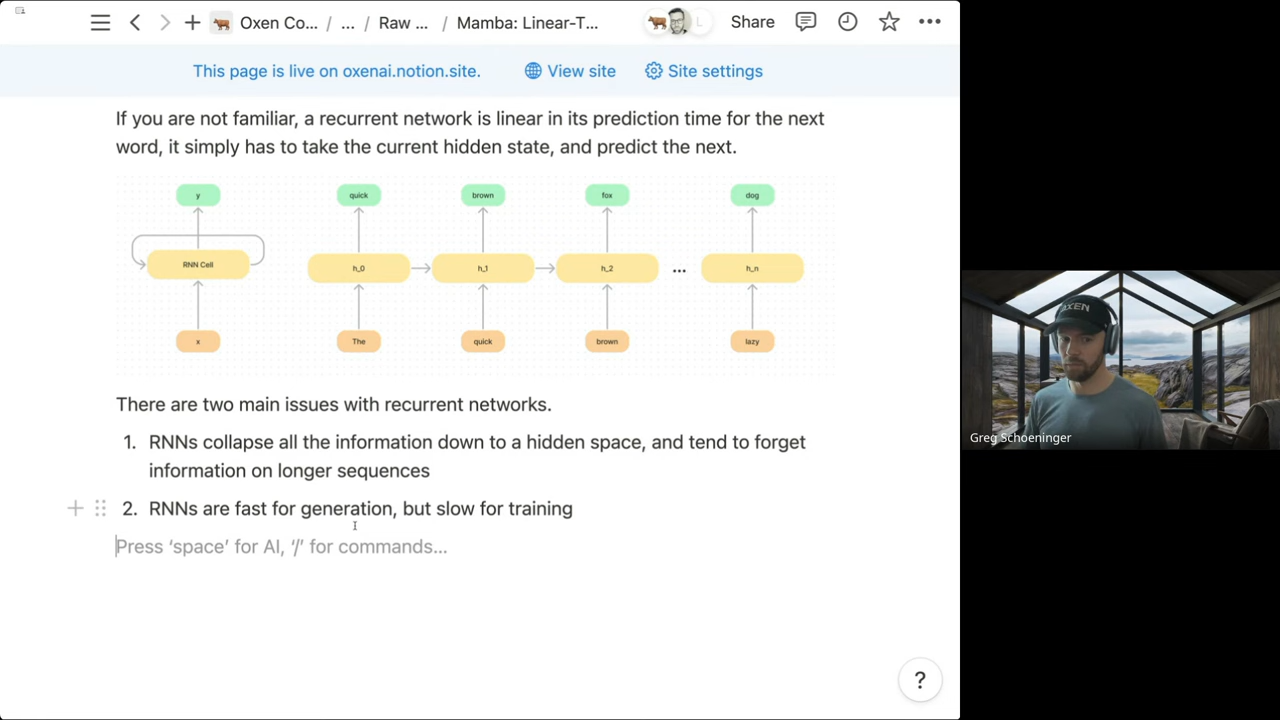 Oxen Co... / ... / Raw ... / Mamba: Linear-T... L Share
This page is live on oxenai.notion.site. View site Site settings
If you are not familiar, a recurrent network is linear in its prediction time for the next
word, it simply has to take the current hidden state, and predict the next.
y quick brown fox dog
RNN Cell h_0 h_1 h_2 ... h_n
x The quick brown lazy
There are two main issues with recurrent networks.
1. RNNs collapse all the information down to a hidden space, and tend to forget
information on longer sequences
2. RNNs are fast for generation, but slow for training
Press ‘space’ for AI, ‘/’ for commands...
?
OXEN
Greg Schoeninger